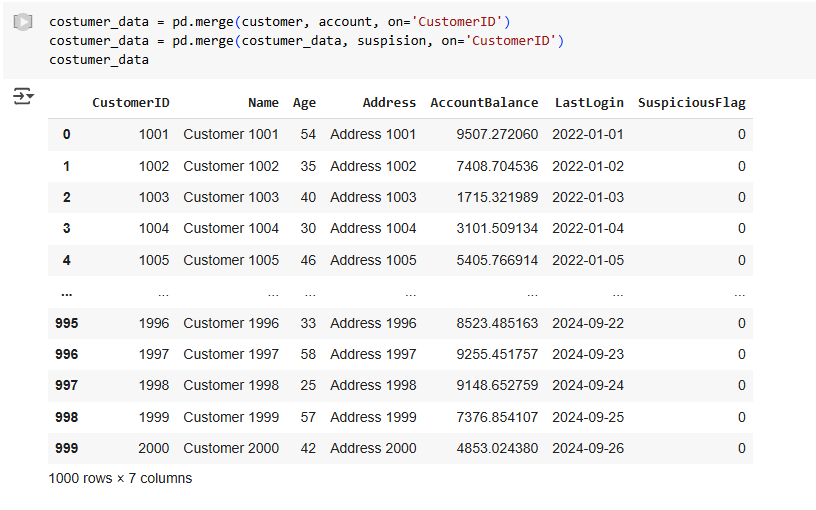 costumer_data = pd.merge(customer, account, on='CustomerID')
costumer_data = pd.merge(costumer_data, suspision, on='CustomerID')
costumer_data
CustomerID Name Age Address AccountBalance LastLogin SuspiciousFlag
0 1001 Customer 1001 54 Address 1001 9507.272060 2022-01-01 0
1 1002 Customer 1002 35 Address 1002 7408.704536 2022-01-02 0
2 1003 Customer 1003 40 Address 1003 1715.321989 2022-01-03 0
3 1004 Customer 1004 30 Address 1004 3101.509134 2022-01-04 0
4 1005 Customer 1005 46 Address 1005 5405.766914 2022-01-05 0
... ... ... ... ... ... ... ...
995 1996 Customer 1996 33 Address 1996 8523.485163 2024-09-22 0
996 1997 Customer 1997 58 Address 1997 9255.451757 2024-09-23 0
997 1998 Customer 1998 25 Address 1998 9148.652759 2024-09-24 0
998 1999 Customer 1999 57 Address 1999 7376.854107 2024-09-25 0
999 2000 Customer 2000 42 Address 2000 4853.024380 2024-09-26 0
1000 rows × 7 columns